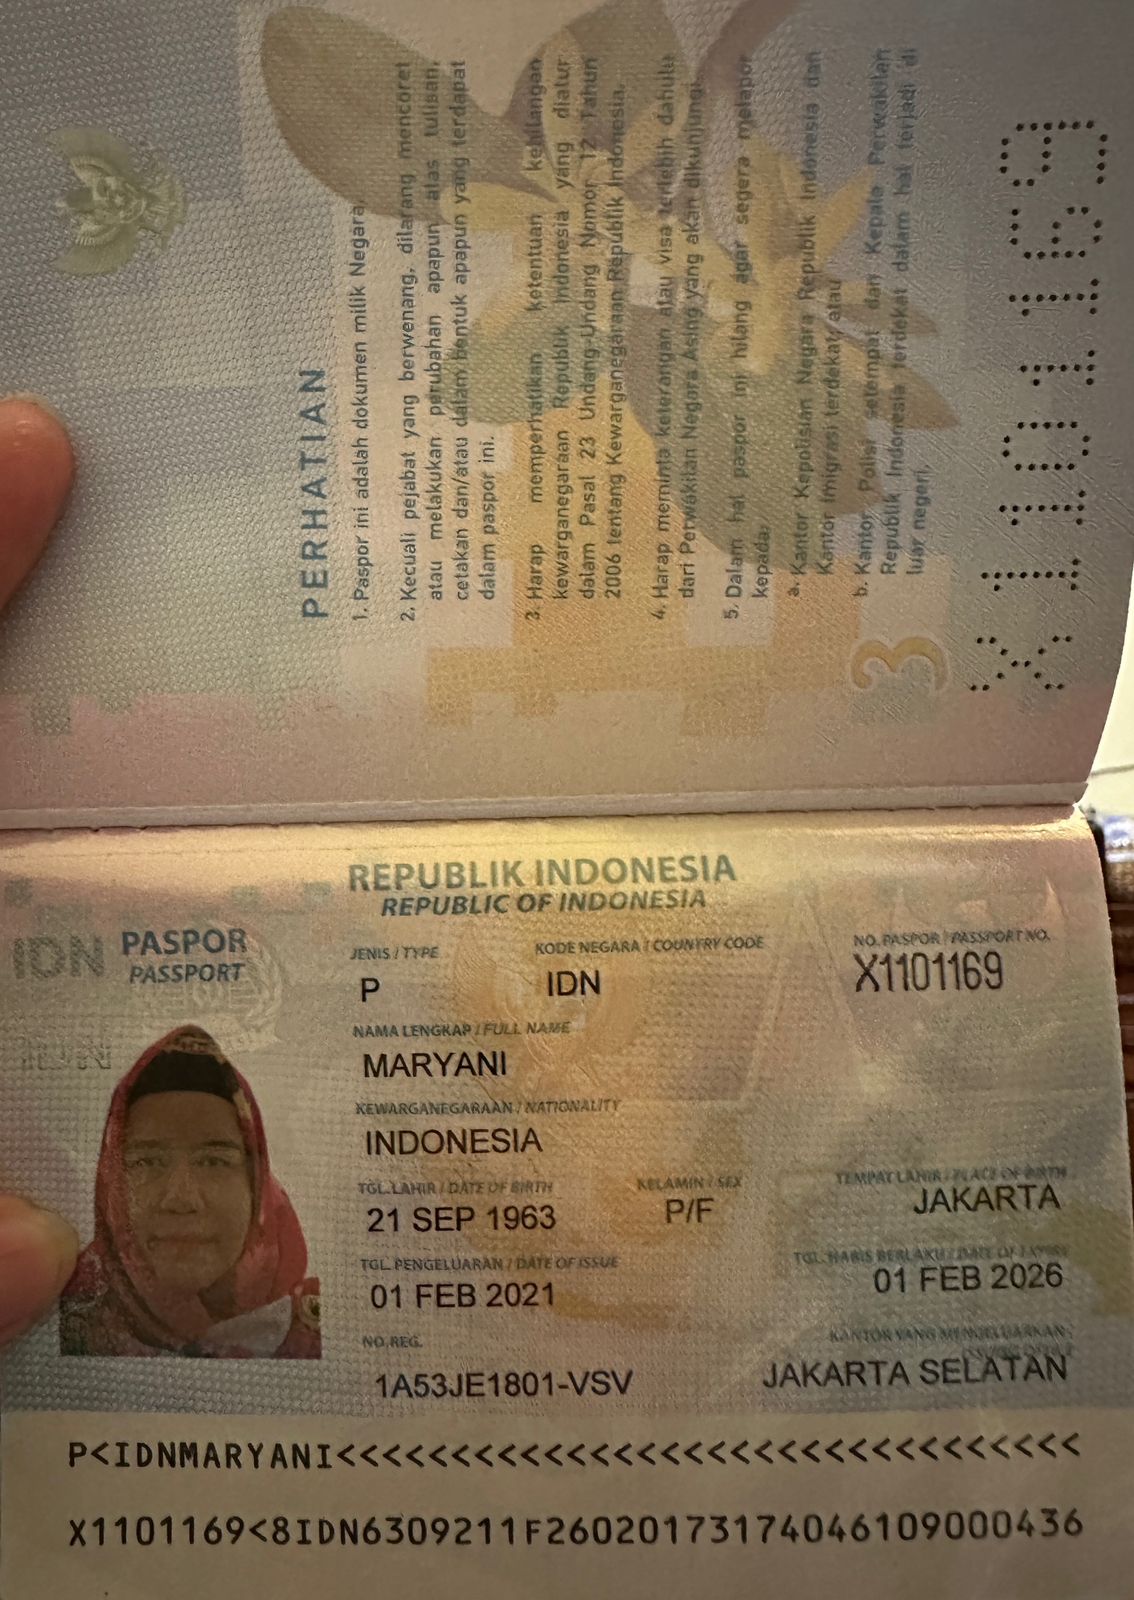 PERHATIAN
1. Paspor ini adalah dokumen milik Negara.
2. Kecuali pejabat yang berwenang, dilarang mencoret
atau melakukan perubahan apapun atas tulisan,
cetakan dan/atau dalam bentuk apapun yang terdapat
dalam paspor ini.
3. Harap memperhatikan ketentuan kehilangan
kewarganegaraan Republik Indonesia yang diatur
dalam Pasal 23 Undang-Undang Nomor 12 Tahun
2006 tentang Kewarganegaraan Republik Indonesia.
4. Harap meminta keterangan atau visa terlebih dahulu
dari Perwakilan Negara Asing yang akan dikunjungi.
5. Dalam hal paspor ini hilang agar segera melapor
kepada:
a. Kantor Kepolisian Negara Republik Indonesia dan
Kantor Imigrasi terdekat; atau
b. Kantor Polisi setempat dan Kepala Perwakilan
Republik Indonesia terdekat dalam hal terjadi di
luar negeri.
3
X1101169
REPUBLIK INDONESIA
REPUBLIC OF INDONESIA
IDN PASPOR
PASSPORT
IDN
JENIS / TYPE KODE NEGARA / COUNTRY CODE NO. PASPOR / PASSPORT NO.
P IDN X1101169
NAMA LENGKAP / FULL NAME
MARYANI
KEWARGANEGARAAN / NATIONALITY
INDONESIA
TGL. LAHIR / DATE OF BIRTH KELAMIN / SEX TEMPAT LAHIR / PLACE OF BIRTH
21 SEP 1963 P/F JAKARTA
TGL. PENGELUARAN / DATE OF ISSUE TGL. HABIS BERLAKU / DATE OF EXPIRY
01 FEB 2021 01 FEB 2026
NO. REG. KANTOR YANG MENGELUARKAN /
ISSUING OFFICE
1A53JE1801-VSV JAKARTA SELATAN
P<IDNMARYANI<<<<<<<<<<<<<<<<<<<<<<<<<<<<<<<<
X1101169<8IDN6309211F2602017317404610900​0436